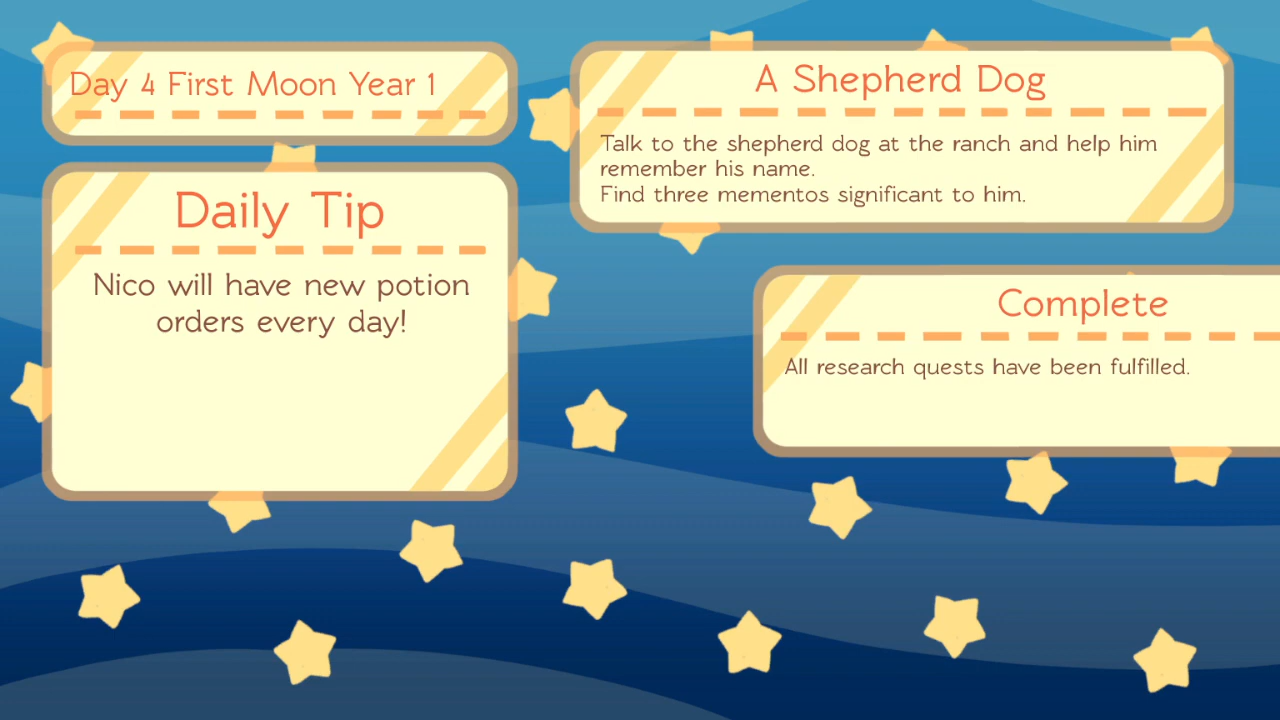 Day 4 First Moon Year 1
Daily Tip
Nico will have new potion
orders every day!
A Shepherd Dog
Talk to the shepherd dog at the ranch and help him
remember his name.
Find three mementos significant to him.
Complete
All research quests have been fulfilled.